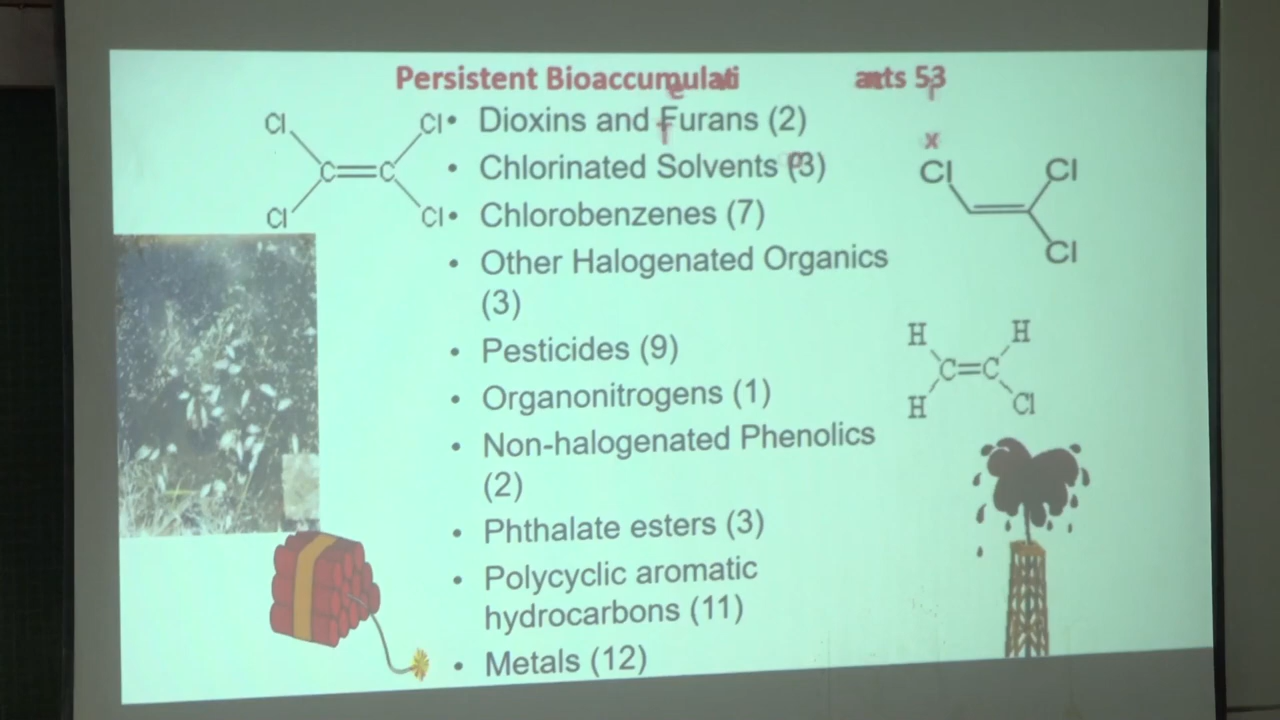 Persistent Bioaccumulati ants 53
Cl Cl
C=C
Cl Cl
• Dioxins and Furans (2)
• Chlorinated Solvents (3)
• Chlorobenzenes (7)
• Other Halogenated Organics
(3)
• Pesticides (9)
• Organonitrogens (1)
• Non-halogenated Phenolics
(2)
• Phthalate esters (3)
• Polycyclic aromatic
hydrocarbons (11)
• Metals (12)
x
Cl Cl
Cl
H H
C=C
H Cl